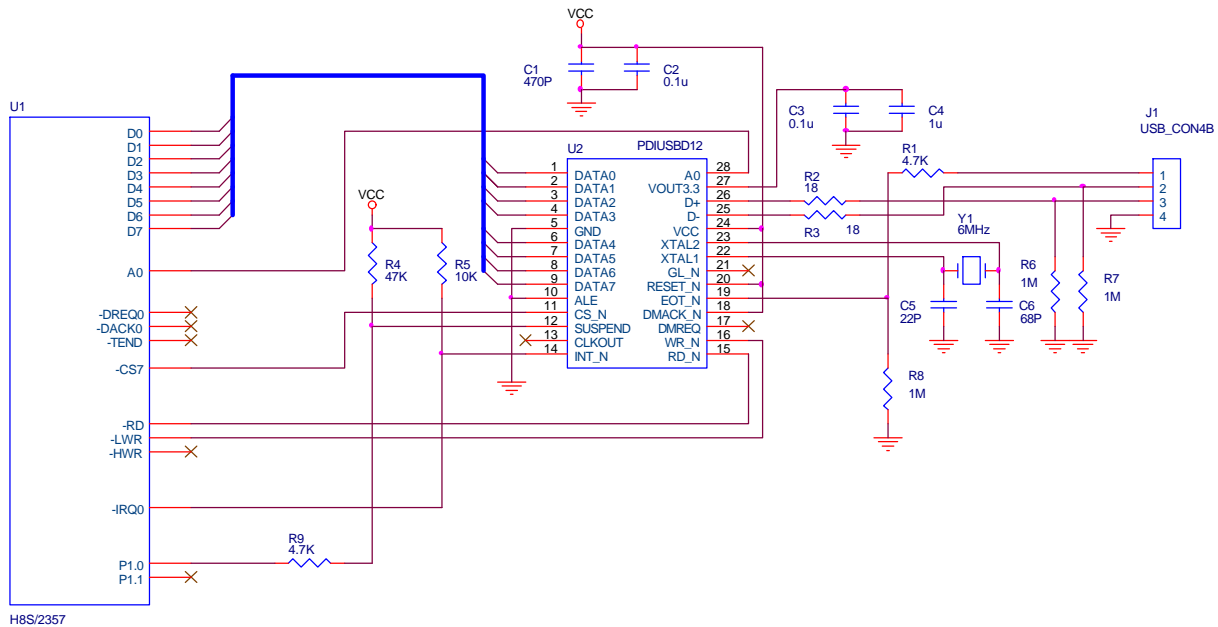 VCC
C1
470P
C2
0.1u
U1
D0
D1
D2
D3
D4
D5
D6
D7
A0
-DREQ0
-DACK0
-TEND
-CS7
-RD
-LWR
-HWR
-IRQ0
P1.0
P1.1
H8S/2357
VCC
R4
47K
R5
10K
R9
4.7K
U2
PDIUSBD12
1
2
3
4
5
6
7
8
9
10
11
12
13
14
DATA0
DATA1
DATA2
DATA3
GND
DATA4
DATA5
DATA6
DATA7
ALE
CS_N
SUSPEND
CLKOUT
INT_N
A0
VOUT3.3
D+
D-
VCC
XTAL2
XTAL1
GL_N
RESET_N
EOT_N
DMACK_N
DMREQ
WR_N
RD_N
28
27
26
25
24
23
22
21
20
19
18
17
16
15
C3
0.1u
C4
1u
R1
4.7K
R2
18
R3
18
Y1
6MHz
C5
22P
C6
68P
R6
1M
R7
1M
R8
1M
J1
USB_CON4B
1
2
3
4